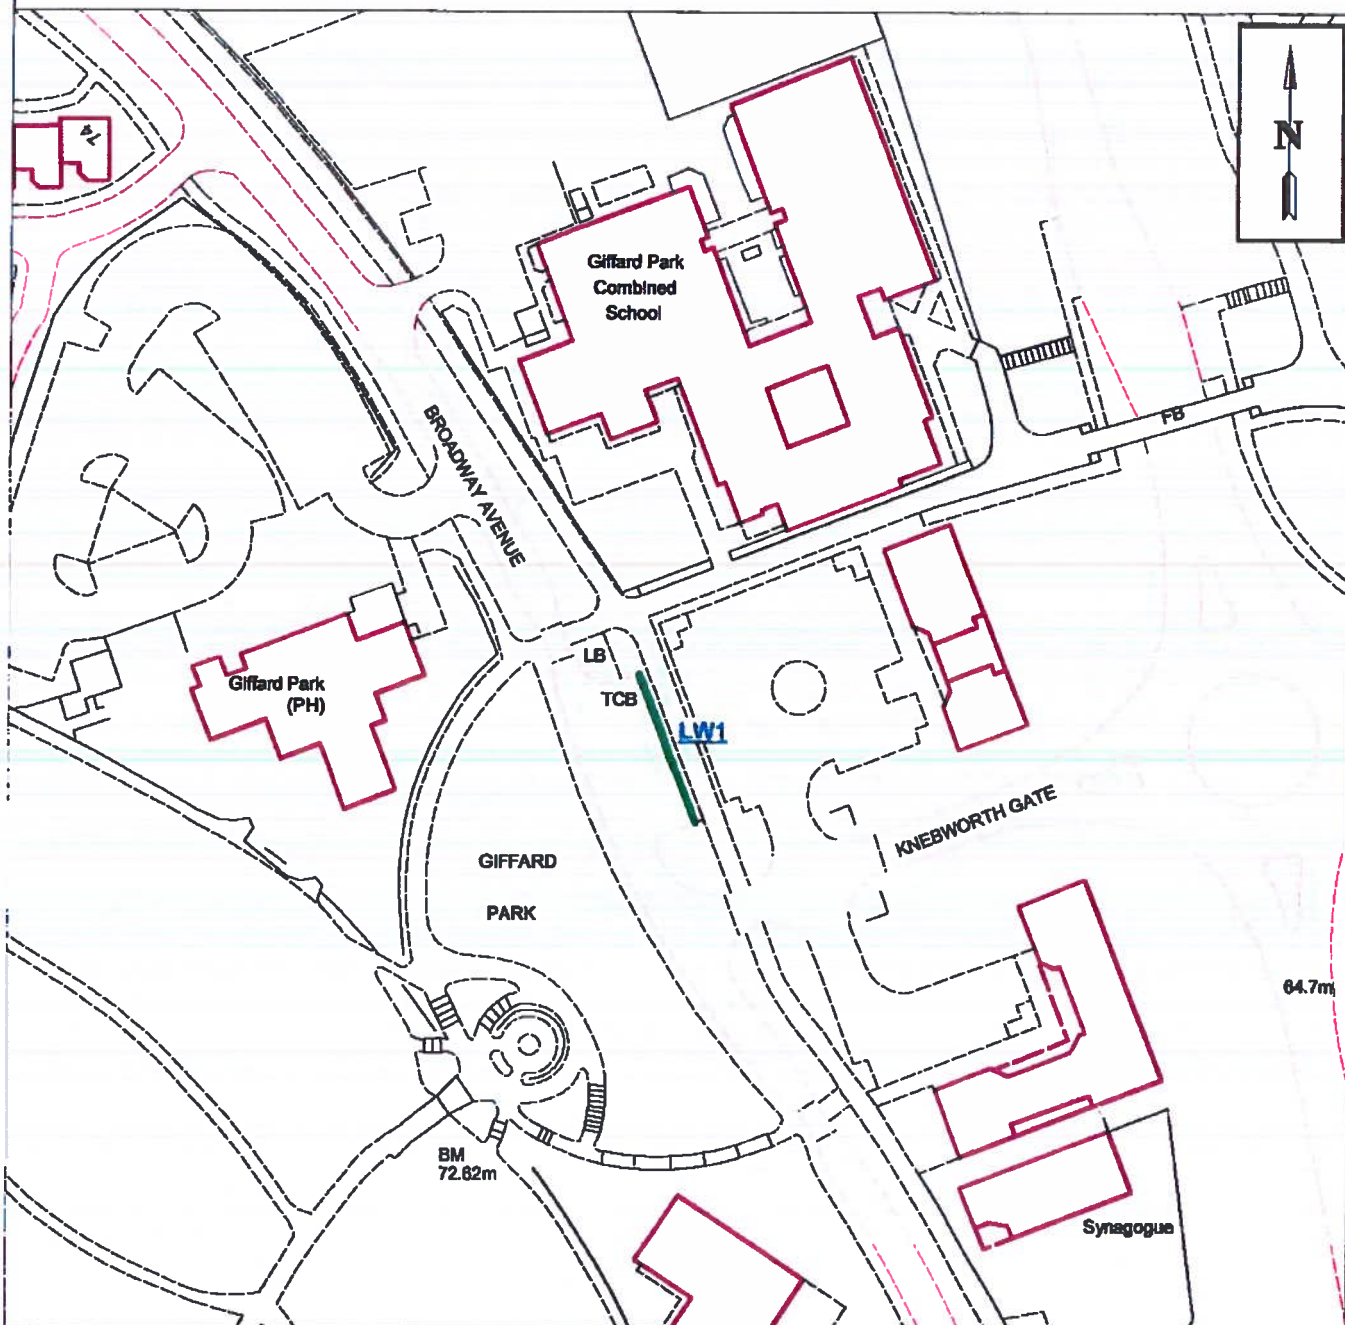 74
N
Giffard Park
Combined
School
BROADWAY AVENUE
FB
LB
TCB
LW1
Giffard Park
(PH)
KNEBWORTH GATE
GIFFARD
PARK
64.7m
BM
72.62m
Synagogue